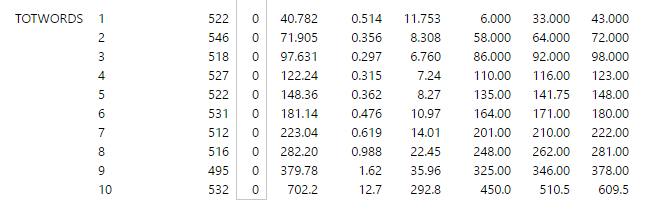 TOTWORDS 1 522 0 40.782 0.514 11.753 6.000 33.000 43.000
2 546 0 71.905 0.356 8.308 58.000 64.000 72.000
3 518 0 97.631 0.297 6.760 86.000 92.000 98.000
4 527 0 122.24 0.315 7.24 110.00 116.00 123.00
5 522 0 148.36 0.362 8.27 135.00 141.75 148.00
6 531 0 181.14 0.476 10.97 164.00 171.00 180.00
7 512 0 223.04 0.619 14.01 201.00 210.00 222.00
8 516 0 282.20 0.988 22.45 248.00 262.00 281.00
9 495 0 379.78 1.62 35.96 325.00 346.00 378.00
10 532 0 702.2 12.7 292.8 450.0 510.5 609.5